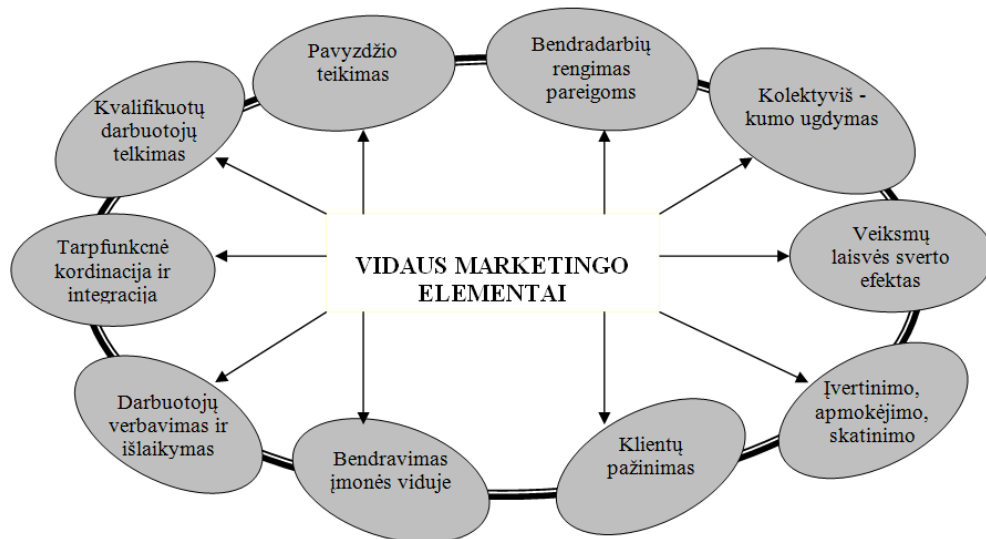 Pavyzdžio
teikimas
Bendradarbių
rengimas
pareigoms
Kolektyviš -
kumo ugdymas
Kvalifikuotų
darbuotojų
telkimas
Tarpfunkcnė
kordinacija ir
integracija
VIDAUS MARKETINGO
ELEMENTAI
Veiksmų
laisvės sverto
efektas
Darbuotojų
verbavimas ir
išlaikymas
Bendravimas
įmonės viduje
Klientų
pažinimas
Įvertinimo,
apmokėjimo,
skatinimo